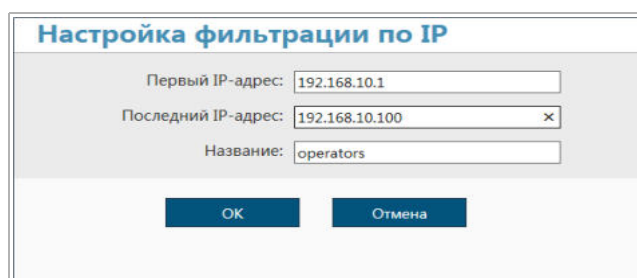 Настройка фильтрации по IP
Первый IP-адрес: 192.168.10.1
Последний IP-адрес: 192.168.10.100 ×
Название: operators
OK Отмена